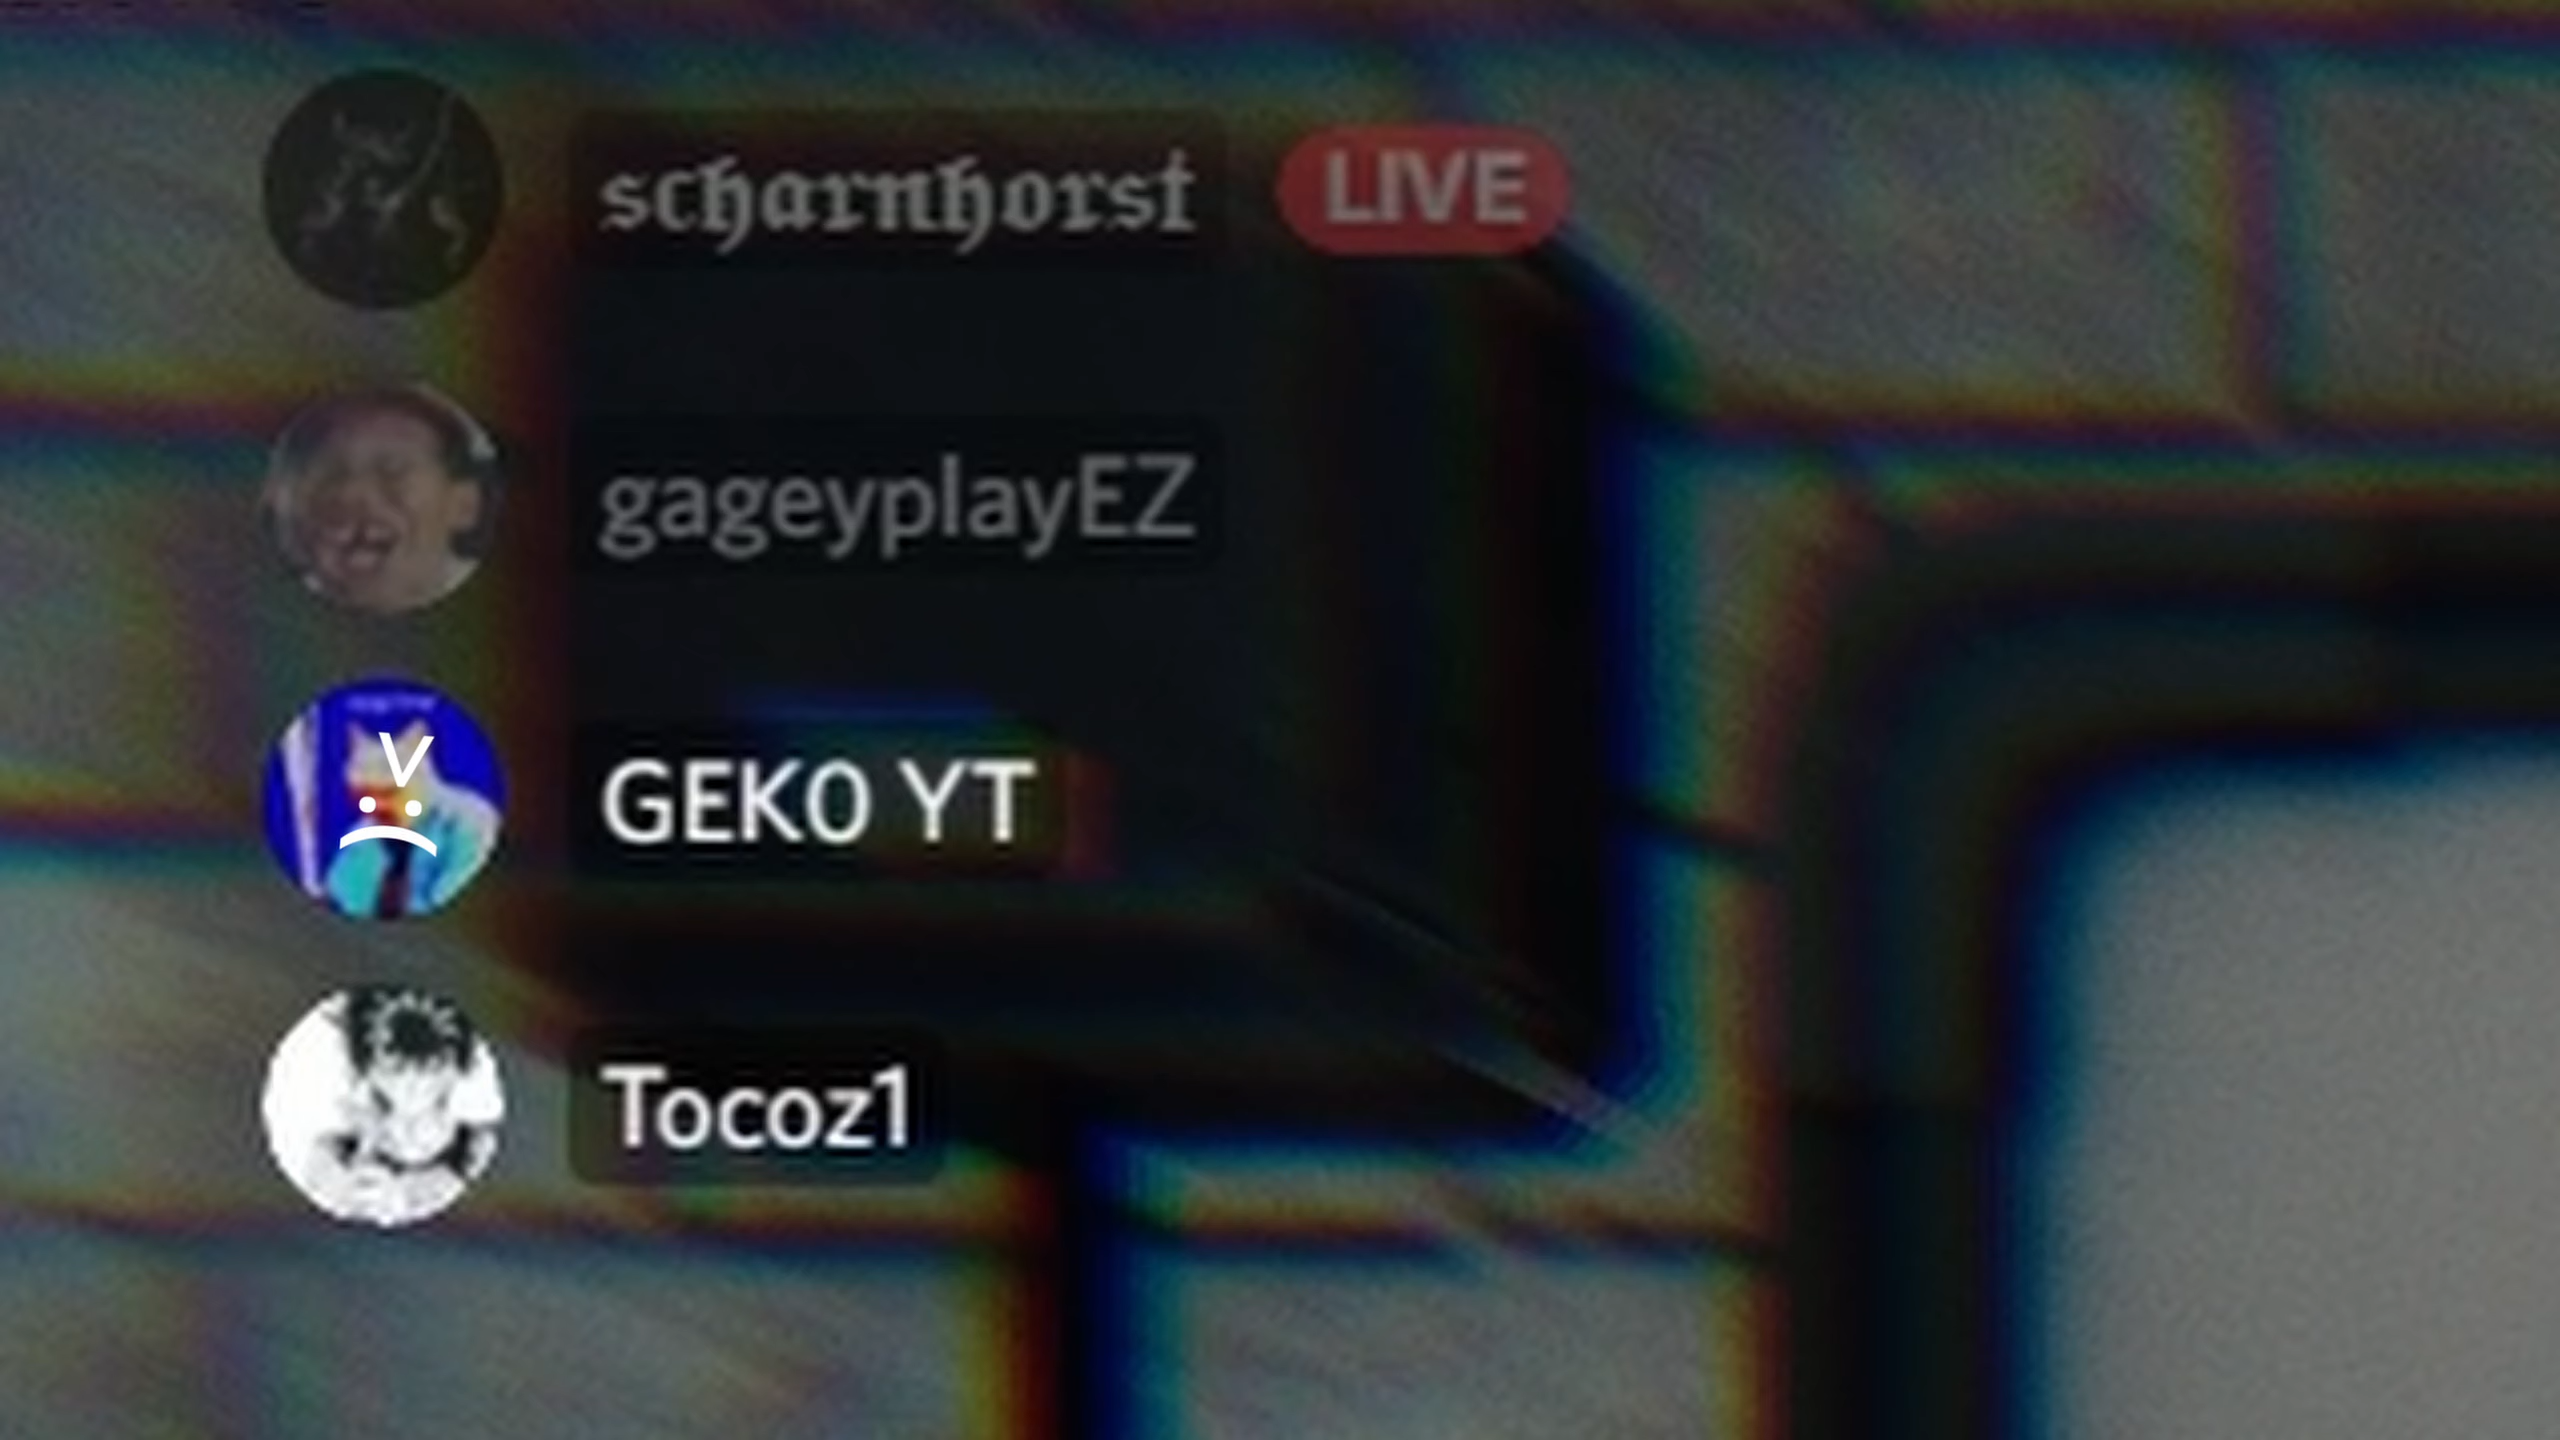 𝖘𝖈𝖍𝖆𝖗𝖓𝖍𝖔𝖗𝖘𝖙 LIVE
gageyplayEZ
GEK0 YT
Tocoz1